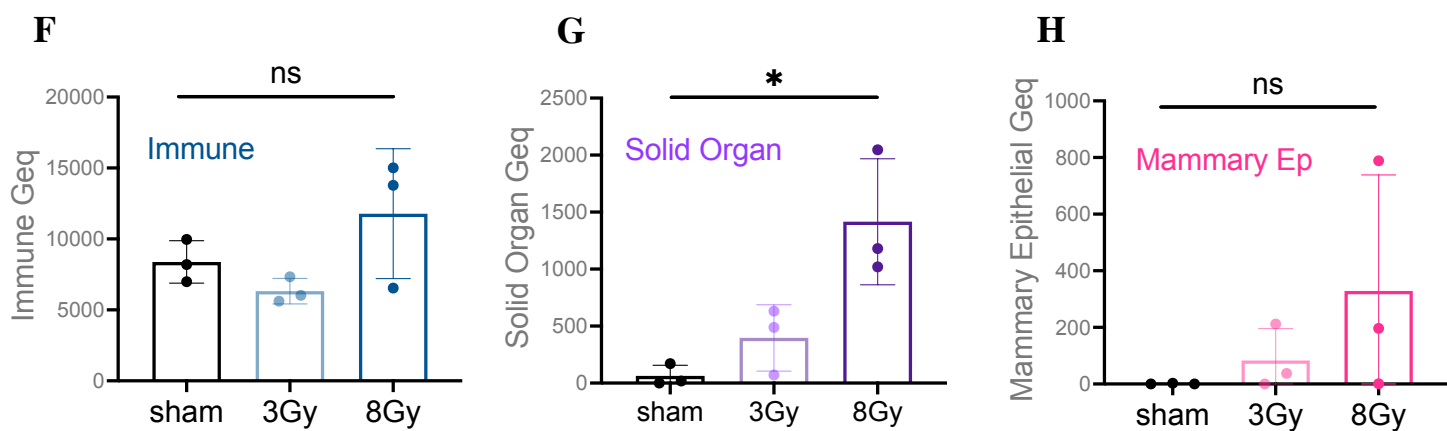 F
ns
Immune Geq
20000
15000
10000
5000
0
Immune
sham 3Gy 8Gy
G
*
Solid Organ Geq
2500
2000
1500
1000
500
0
Solid Organ
sham 3Gy 8Gy
H
ns
Mammary Epithelial Geq
1000
800
600
400
200
0
Mammary Ep
sham 3Gy 8Gy